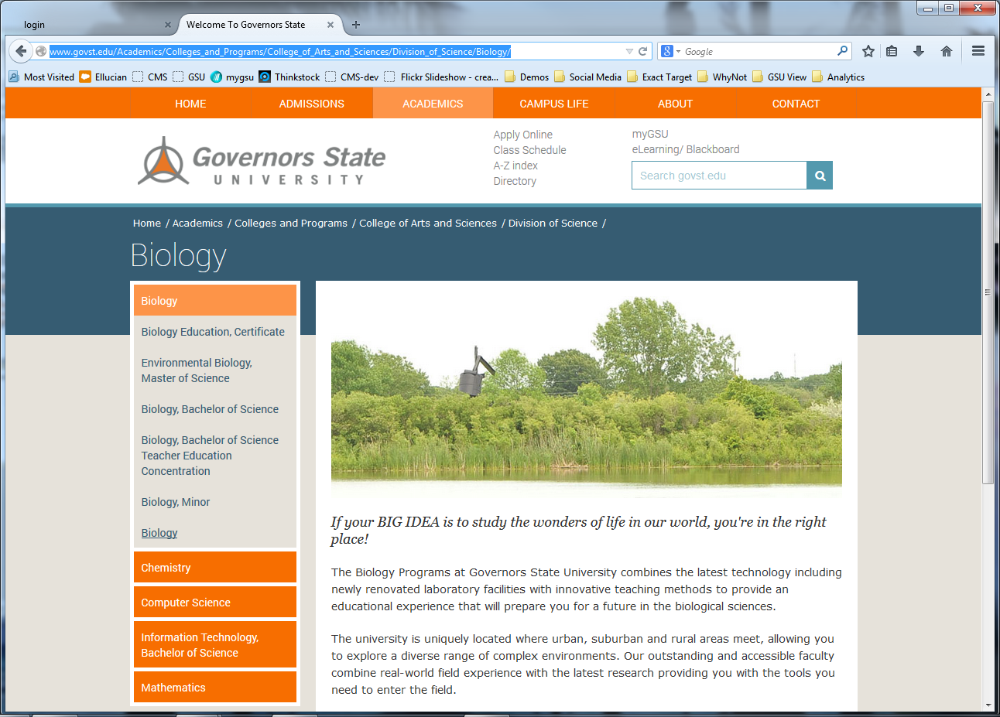 login
Welcome To Governors State
www.govst.edu/Academics/Colleges_and_Programs/College_of_Arts_and_Sciences/Division_of_Science/Biology/
Google
Most Visited Ellucian CMS GSU mygsu Thinkstock CMS-dev Flickr Slideshow - crea... Demos Social Media Exact Target WhyNot GSU View Analytics
HOME ADMISSIONS ACADEMICS CAMPUS LIFE ABOUT CONTACT
Governors State
UNIVERSITY
Apply Online
Class Schedule
A-Z index
Directory
myGSU
eLearning/ Blackboard
Search govst.edu
Home / Academics / Colleges and Programs / College of Arts and Sciences / Division of Science /
Biology
Biology
Biology Education, Certificate
Environmental Biology,
Master of Science
Biology, Bachelor of Science
Biology, Bachelor of Science
Teacher Education
Concentration
Biology, Minor
Biology
Chemistry
Computer Science
Information Technology,
Bachelor of Science
Mathematics
If your BIG IDEA is to study the wonders of life in our world, you're in the right
place!
The Biology Programs at Governors State University combines the latest technology including
newly renovated laboratory facilities with innovative teaching methods to provide an
educational experience that will prepare you for a future in the biological sciences.
The university is uniquely located where urban, suburban and rural areas meet, allowing you
to explore a diverse range of complex environments. Our outstanding and accessible faculty
combine real-world field experience with the latest research providing you with the tools you
need to enter the field.